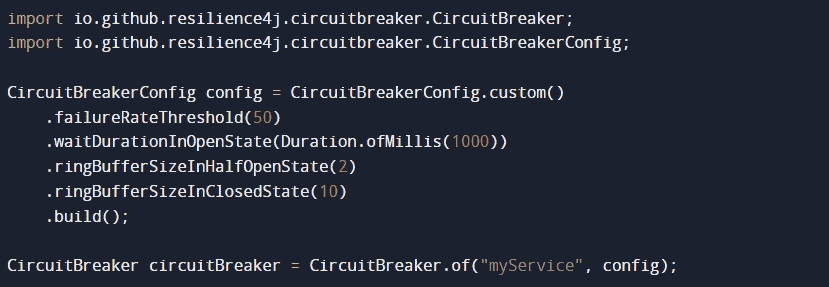 import io.github.resilience4j.circuitbreaker.CircuitBreaker;
import io.github.resilience4j.circuitbreaker.CircuitBreakerConfig;

CircuitBreakerConfig config = CircuitBreakerConfig.custom()
    .failureRateThreshold(50)
    .waitDurationInOpenState(Duration.ofMillis(1000))
    .ringBufferSizeInHalfOpenState(2)
    .ringBufferSizeInClosedState(10)
    .build();

CircuitBreaker circuitBreaker = CircuitBreaker.of("myService", config);